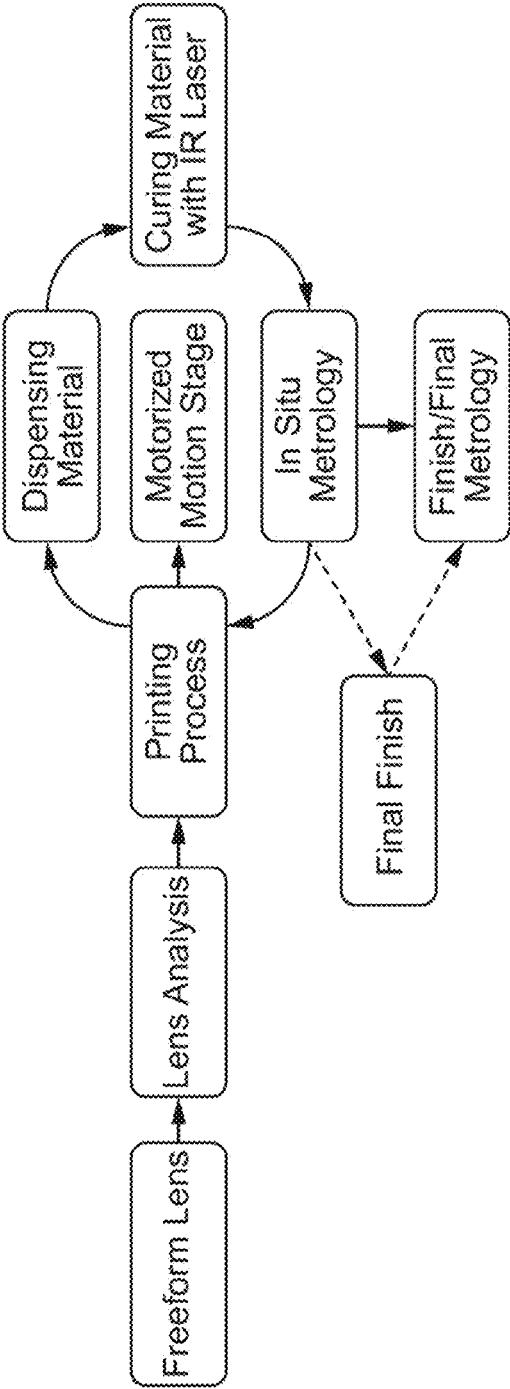 Freeform Lens
Lens Analysis
Printing
Process
Dispensing
Material
Motorized
Motion Stage
Curing Material
with IR Laser
In Situ
Metrology
Final Finish
Finish/Final
Metrology